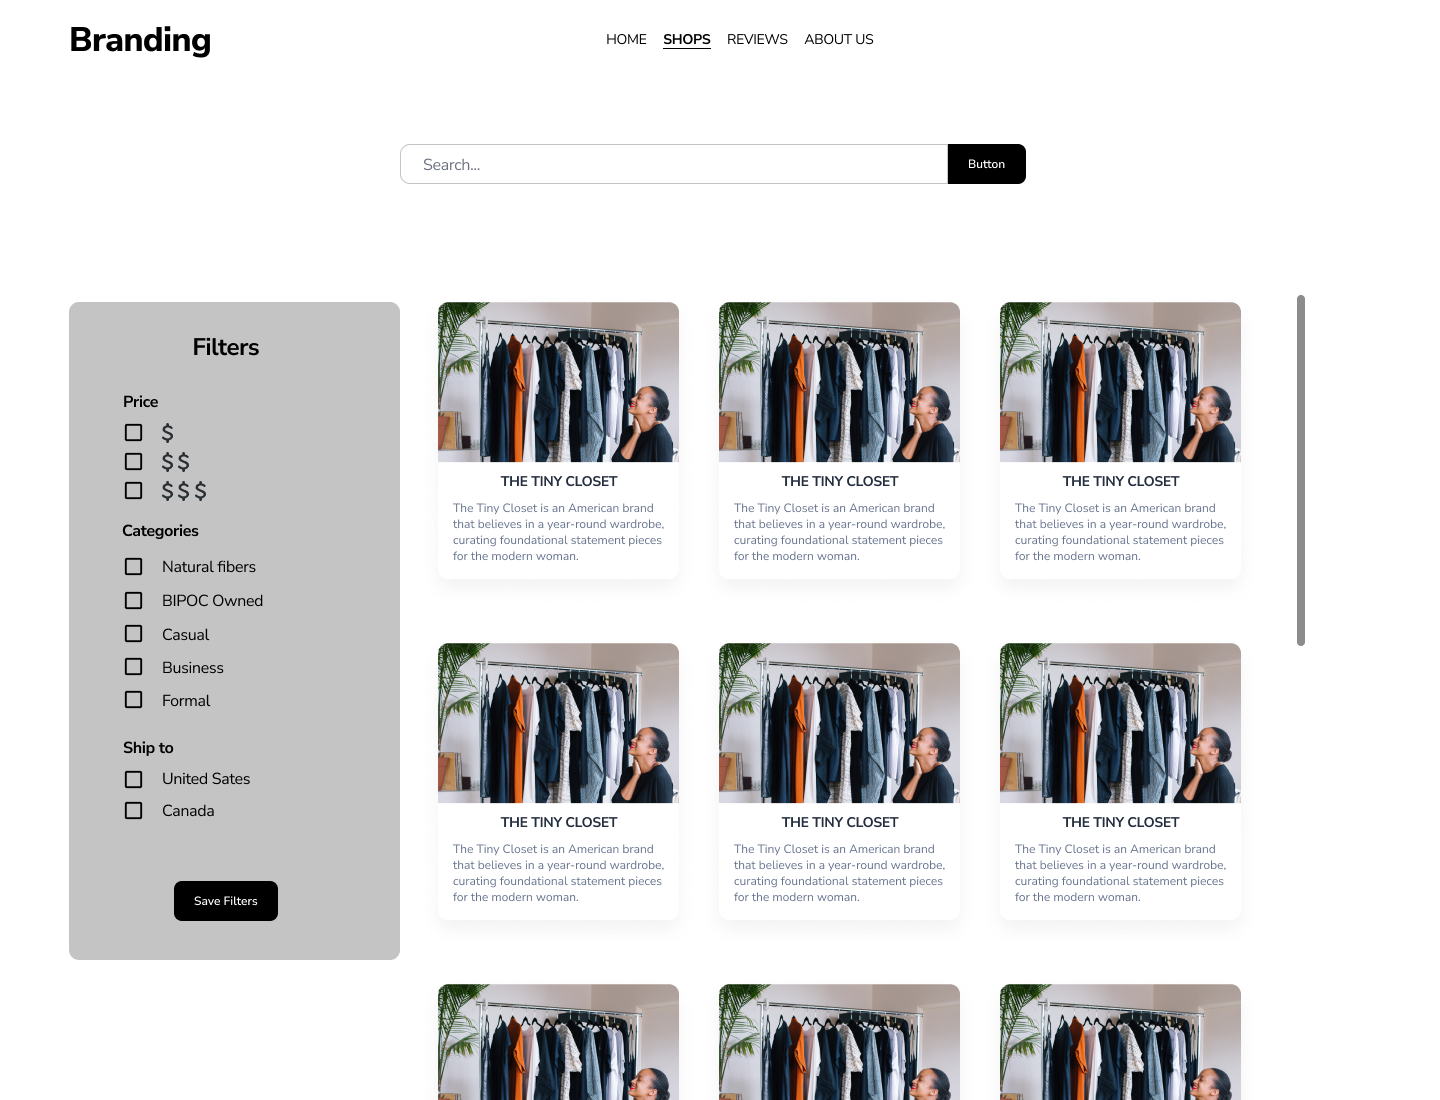 Branding
HOME SHOPS REVIEWS ABOUT US
Search...
Button
Filters
Price
$
$$
$$$
Categories
Natural fibers
BIPOC Owned
Casual
Business
Formal
Ship to
United Sates
Canada
Save Filters
THE TINY CLOSET
The Tiny Closet is an American brand
that believes in a year-round wardrobe,
curating foundational statement pieces
for the modern woman.
THE TINY CLOSET
The Tiny Closet is an American brand
that believes in a year-round wardrobe,
curating foundational statement pieces
for the modern woman.
THE TINY CLOSET
The Tiny Closet is an American brand
that believes in a year-round wardrobe,
curating foundational statement pieces
for the modern woman.
THE TINY CLOSET
The Tiny Closet is an American brand
that believes in a year-round wardrobe,
curating foundational statement pieces
for the modern woman.
THE TINY CLOSET
The Tiny Closet is an American brand
that believes in a year-round wardrobe,
curating foundational statement pieces
for the modern woman.
THE TINY CLOSET
The Tiny Closet is an American brand
that believes in a year-round wardrobe,
curating foundational statement pieces
for the modern woman.